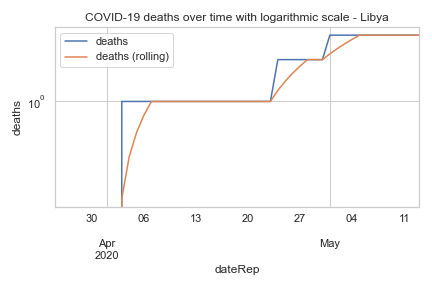 COVID-19 deaths over time with logarithmic scale - Libya
deaths
deaths (rolling)
deaths
10⁰
30 06 13 20 27 04 11
Apr May
2020
dateRep